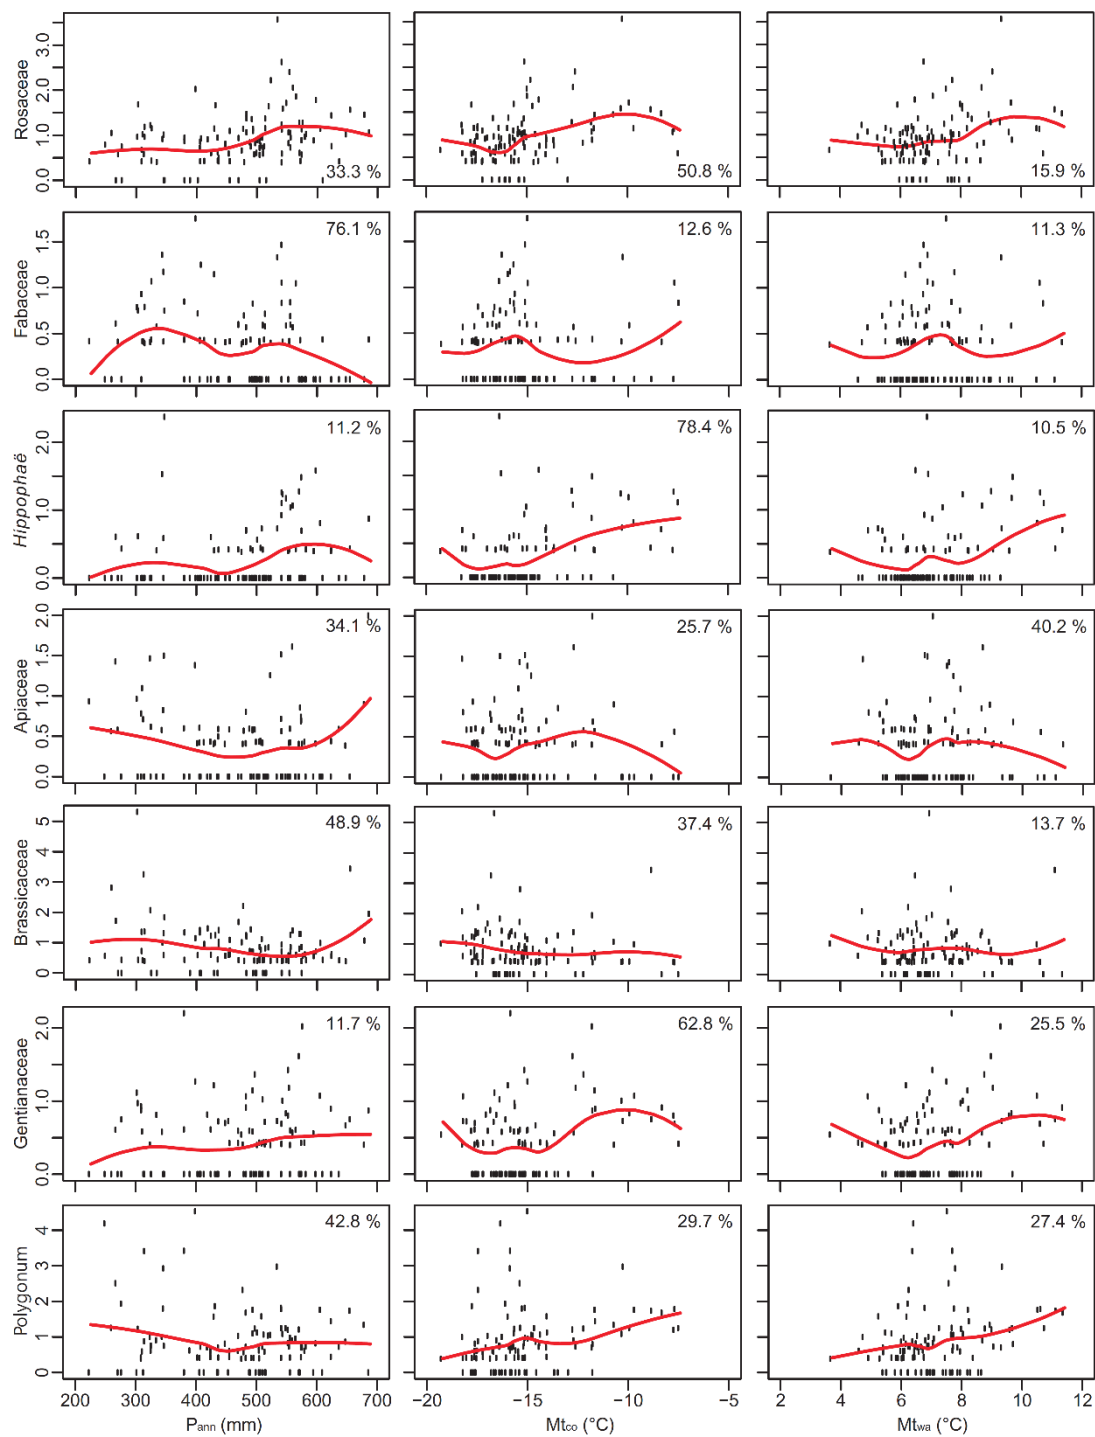 Rosaceae
0.0 1.0 2.0 3.0
33.3 %
50.8 %
15.9 %
Fabaceae
0.0 0.5 1.0 1.5
76.1 %
12.6 %
11.3 %
Hippophaë
0.0 1.0 2.0
11.2 %
78.4 %
10.5 %
Apiaceae
0.0 0.5 1.0 1.5 2.0
34.1 %
25.7 %
40.2 %
Brassicaceae
0 1 2 3 4 5
48.9 %
37.4 %
13.7 %
Gentianaceae
0.0 1.0 2.0
11.7 %
62.8 %
25.5 %
Polygonum
0 1 2 3 4
42.8 %
29.7 %
27.4 %
200 300 400 500 600 700
−20 −15 −10 −5
2 4 6 8 10 12
Pann (mm)
Mtco (°C)
Mtwa (°C)